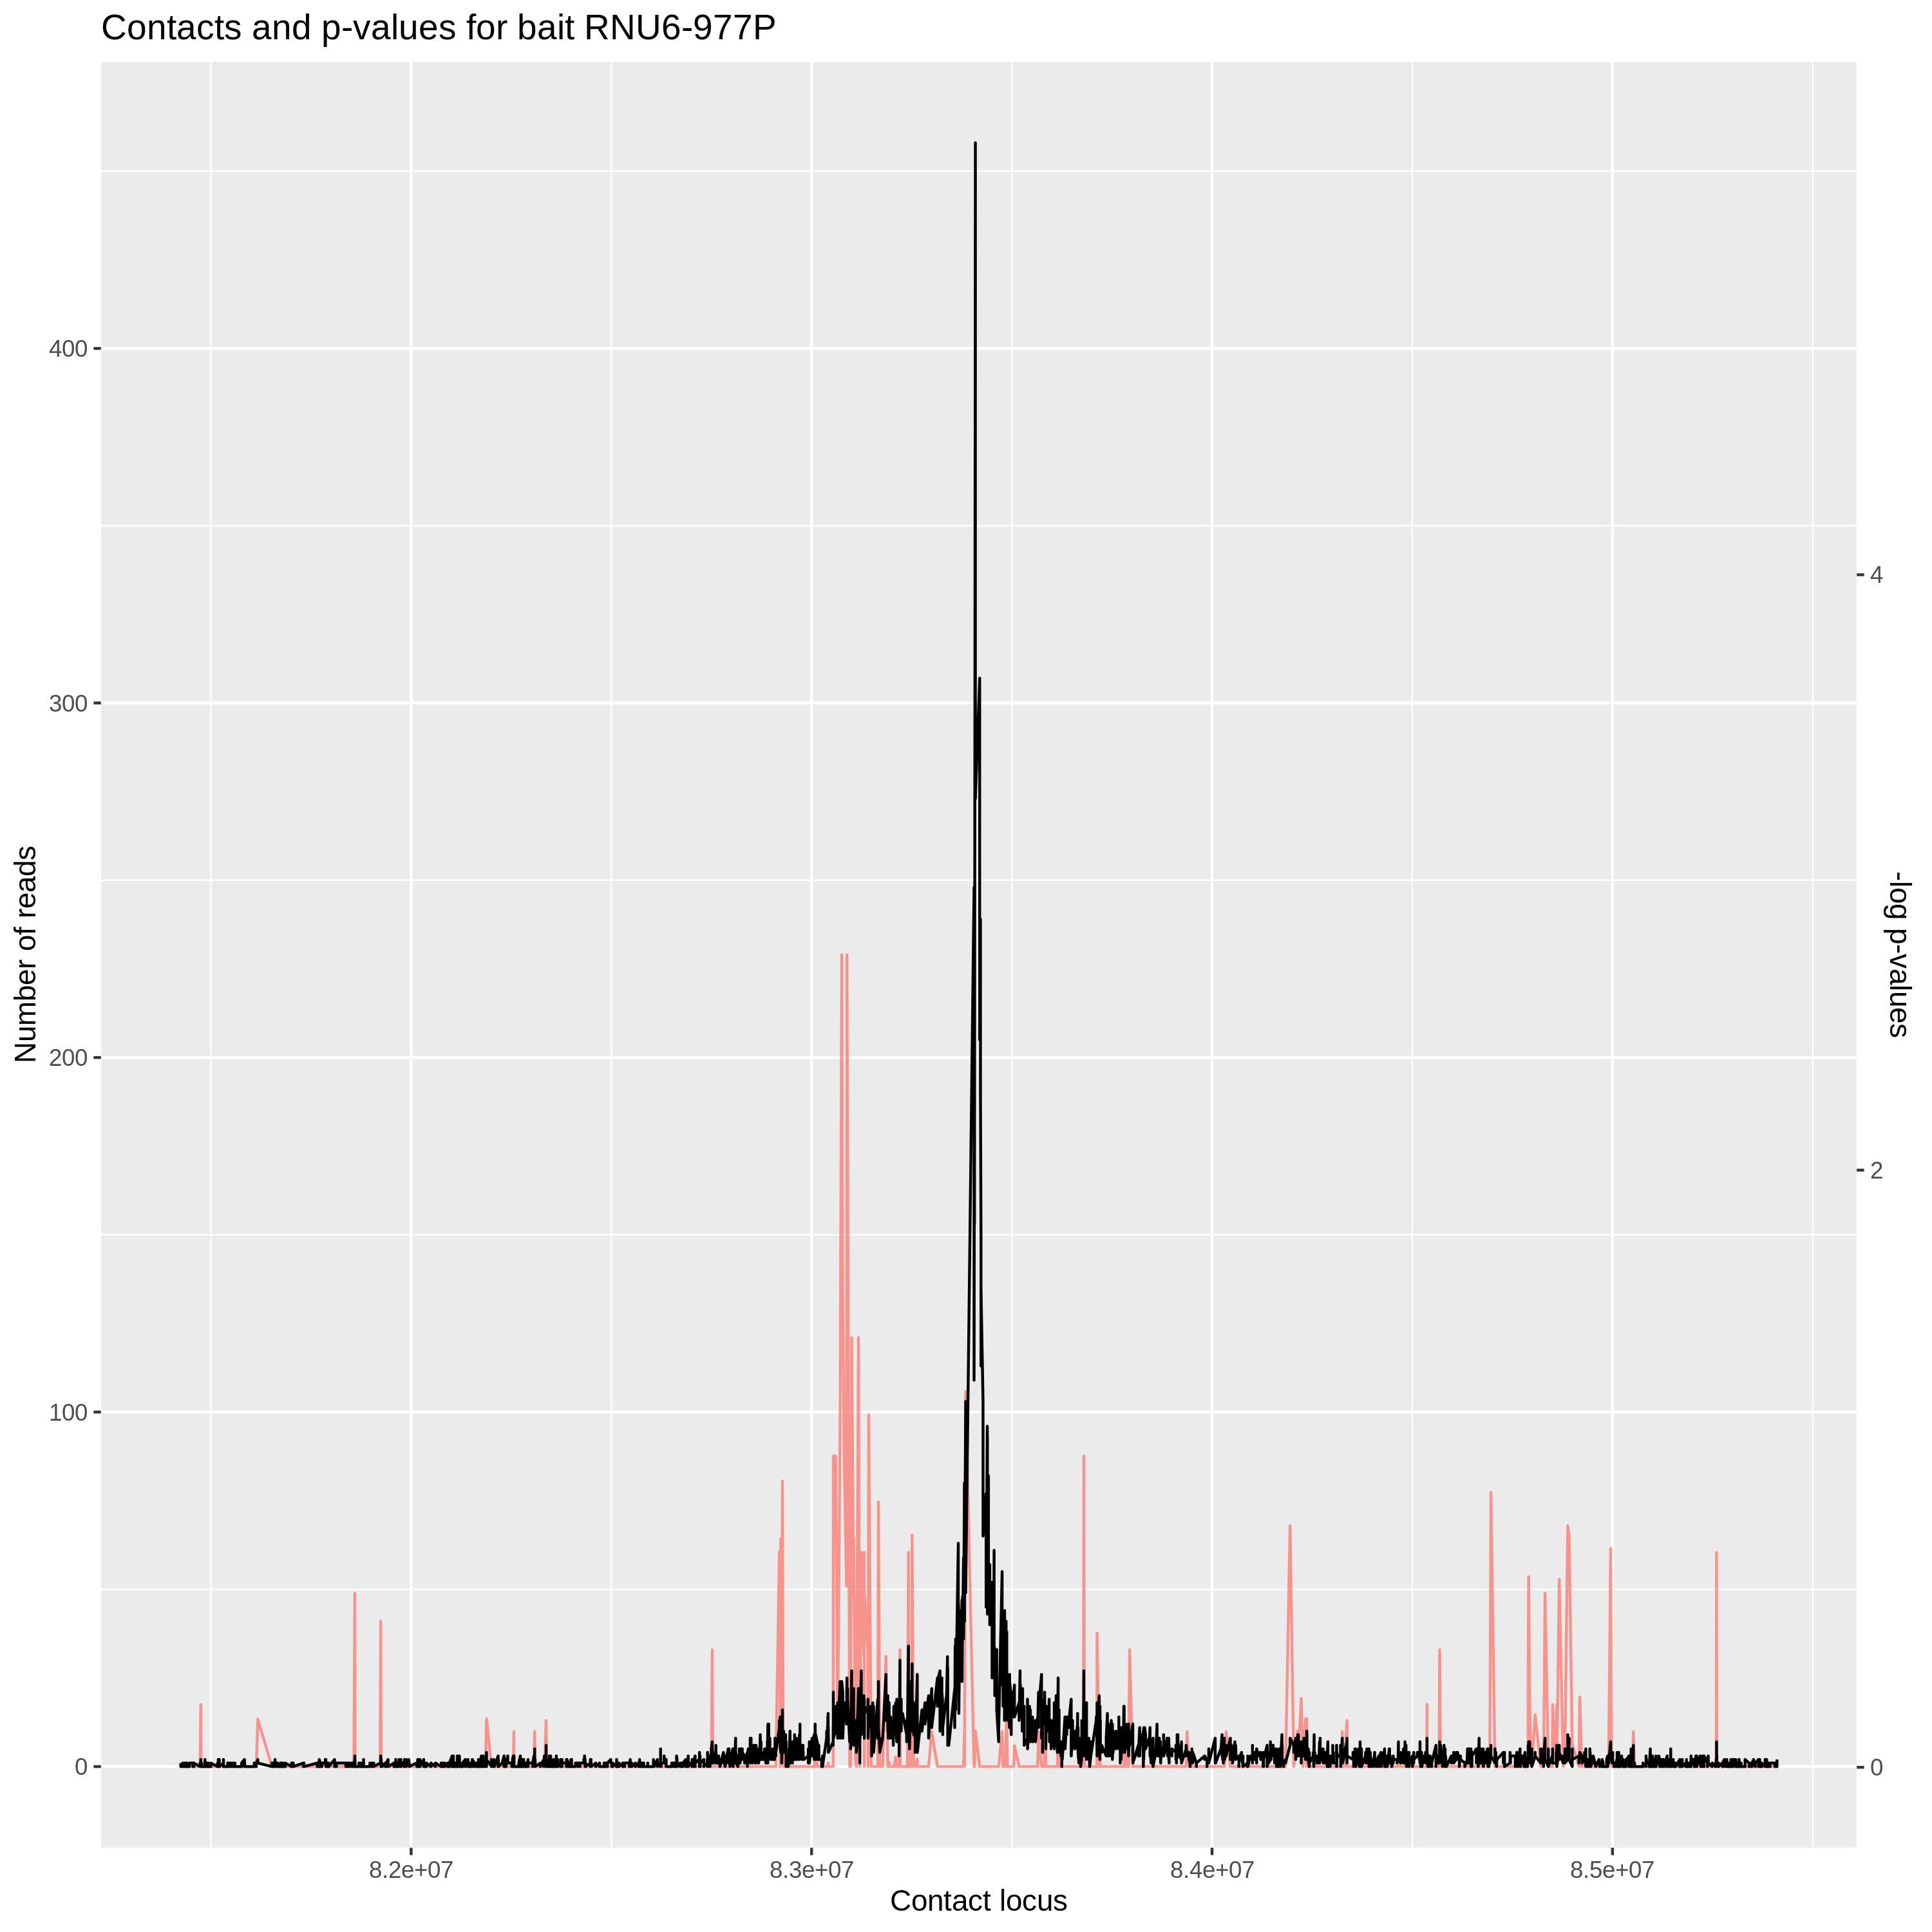 Contacts and p-values for bait RNU6-977P
400
300
200
100
0
Number of reads
4
2
0
-log p-values
8.2e+07
8.3e+07
8.4e+07
8.5e+07
Contact locus